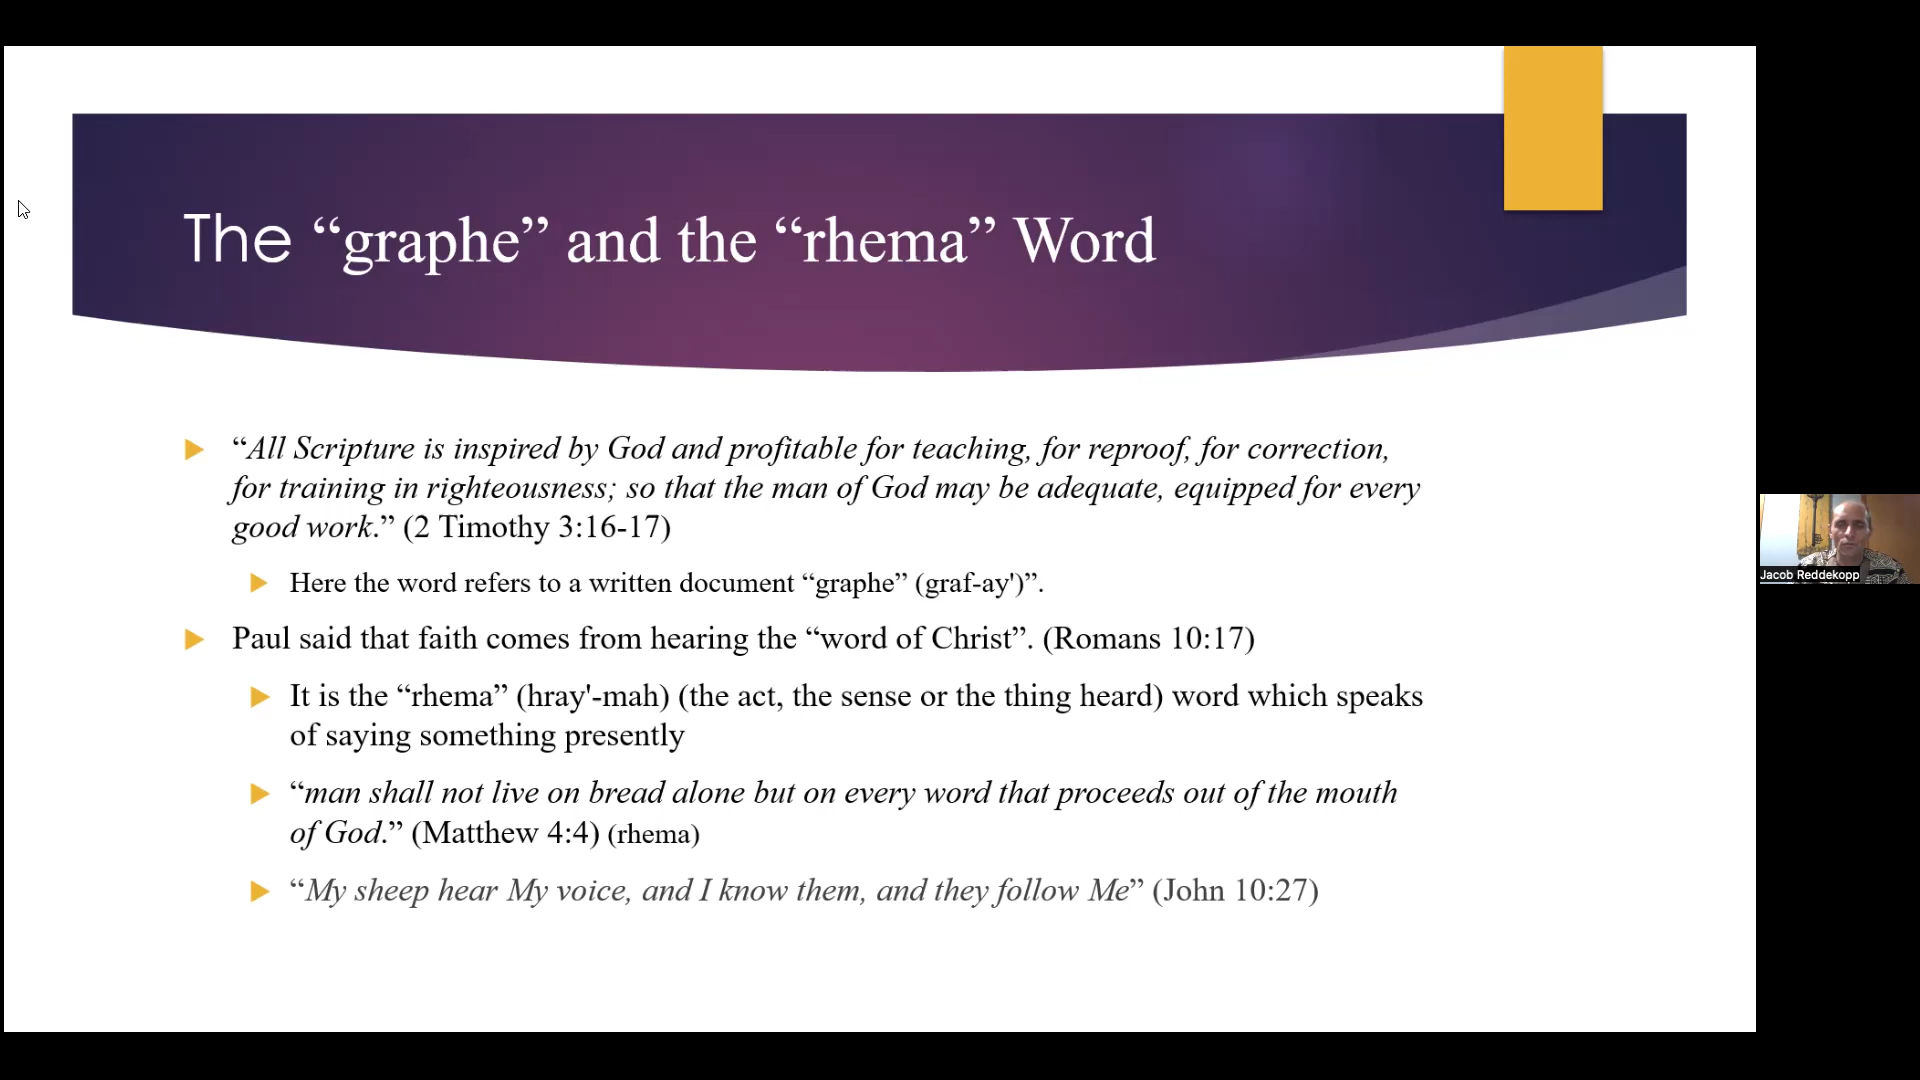 The “graphe” and the “rhema” Word
“All Scripture is inspired by God and profitable for teaching, for reproof, for correction,
for training in righteousness; so that the man of God may be adequate, equipped for every
good work.” (2 Timothy 3:16-17)
Here the word refers to a written document “graphe” (graf-ay')”.
Paul said that faith comes from hearing the “word of Christ”. (Romans 10:17)
It is the “rhema” (hray'-mah) (the act, the sense or the thing heard) word which speaks
of saying something presently
“man shall not live on bread alone but on every word that proceeds out of the mouth
of God.” (Matthew 4:4) (rhema)
“My sheep hear My voice, and I know them, and they follow Me” (John 10:27)
Jacob Reddekopp